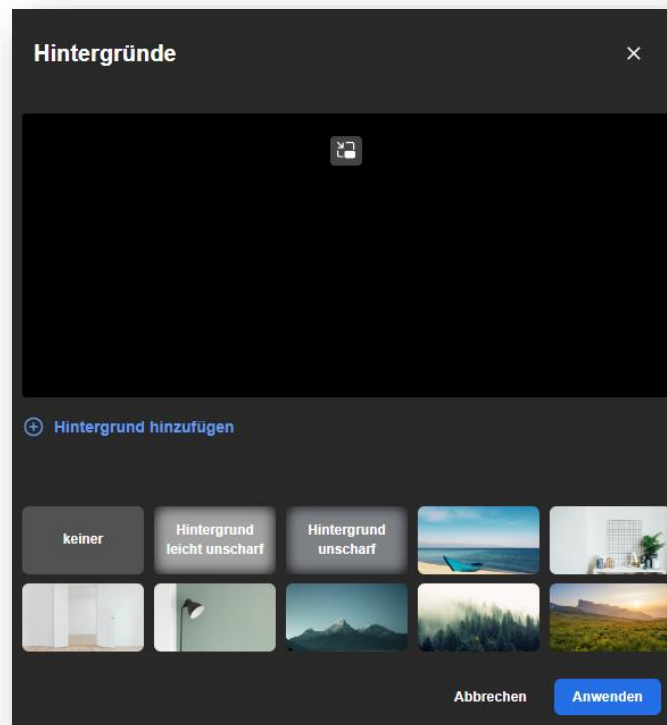 Hintergründe
Hintergrund hinzufügen
keiner
Hintergrund
leicht unscharf
Hintergrund
unscharf
Abbrechen
Anwenden